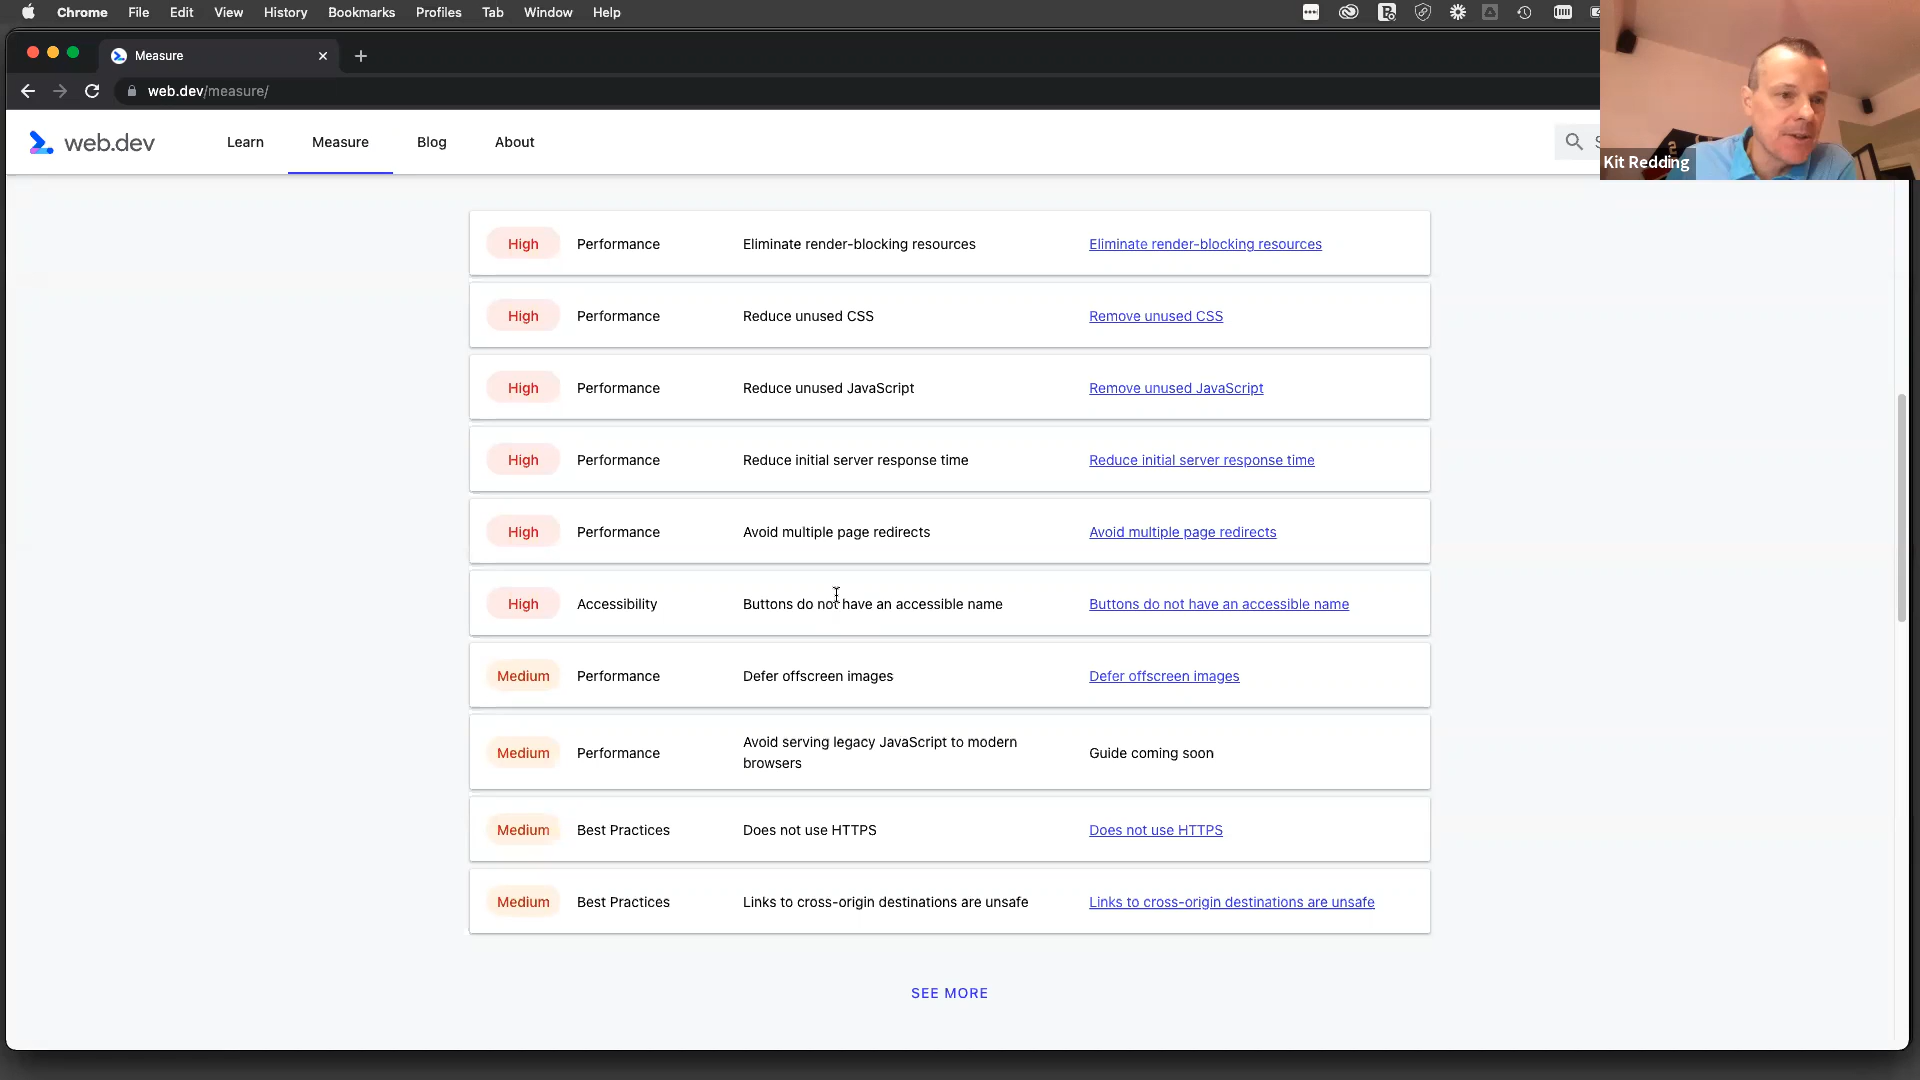 Chrome File Edit View History Bookmarks Profiles Tab Window Help
Measure
web.dev/measure/
web.dev Learn Measure Blog About
Kit Redding
High Performance Eliminate render-blocking resources Eliminate render-blocking resources
High Performance Reduce unused CSS Remove unused CSS
High Performance Reduce unused JavaScript Remove unused JavaScript
High Performance Reduce initial server response time Reduce initial server response time
High Performance Avoid multiple page redirects Avoid multiple page redirects
High Accessibility Buttons do not have an accessible name Buttons do not have an accessible name
Medium Performance Defer offscreen images Defer offscreen images
Medium Performance Avoid serving legacy JavaScript to modern Guide coming soon
browsers
Medium Best Practices Does not use HTTPS Does not use HTTPS
Medium Best Practices Links to cross-origin destinations are unsafe Links to cross-origin destinations are unsafe
SEE MORE